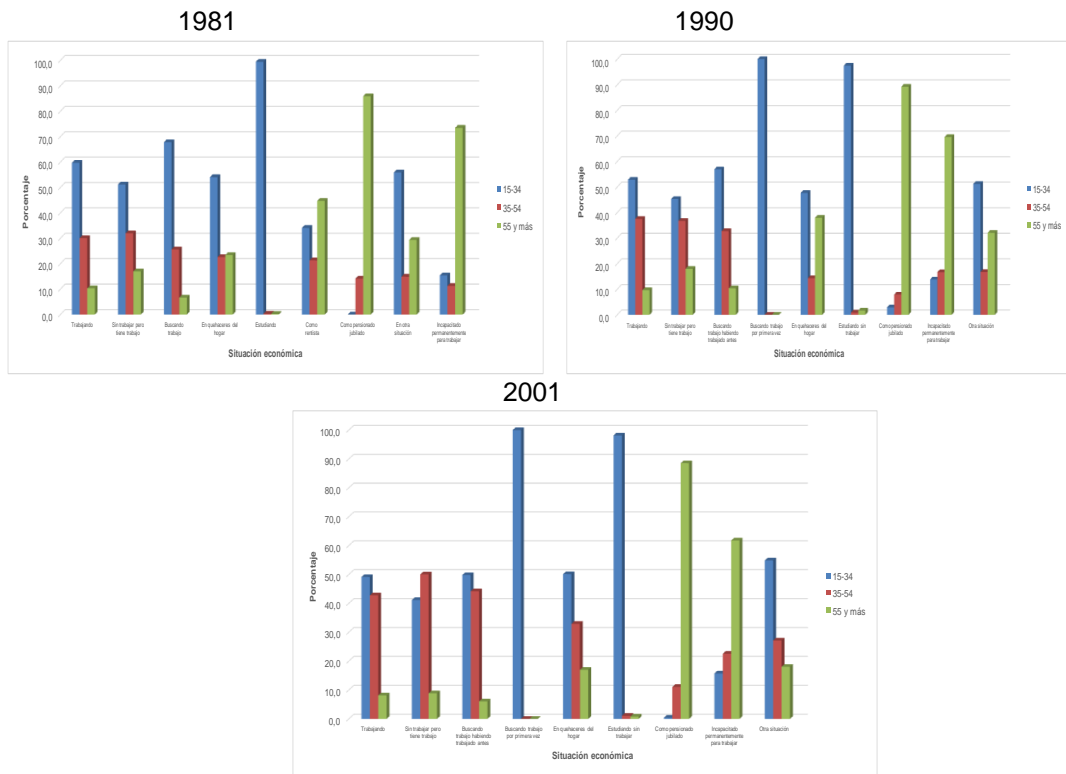 1981
100,0
90,0
80,0
70,0
60,0
50,0
40,0
30,0
20,0
10,0
0,0
Porcentaje
Trabajando
Sin trabajar pero
tiene trabajo
Buscando
trabajo
En quehaceres del
hogar
Estudiando
Como
rentista
Como pensionado
jubilado
En otra
situación
Incapacitado
permanentemente
para trabajar
Situación económica
15-34
35-54
55 y más
1990
100,0
90,0
80,0
70,0
60,0
50,0
40,0
30,0
20,0
10,0
0,0
Porcentaje
Trabajando
Sin trabajar pero
tiene trabajo
Buscando
trabajo habiendo
trabajado antes
Buscando trabajo
por primera vez
En quehaceres del
hogar
Estudiando sin
trabajar
Como pensionado
jubilado
Incapacitado
permanentemente
para trabajar
Otra situación
Situación económica
15-34
35-54
55 y más
2001
100,0
90,0
80,0
70,0
60,0
50,0
40,0
30,0
20,0
10,0
0,0
Porcentaje
Trabajando
Sin trabajar pero
tiene trabajo
Buscando
trabajo habiendo
trabajado antes
Buscando trabajo
por primera vez
En quehaceres del
hogar
Estudiando sin
trabajar
Como pensionado
jubilado
Incapacitado
permanentemente
para trabajar
Otra situación
Situación económica
15-34
35-54
55 y más